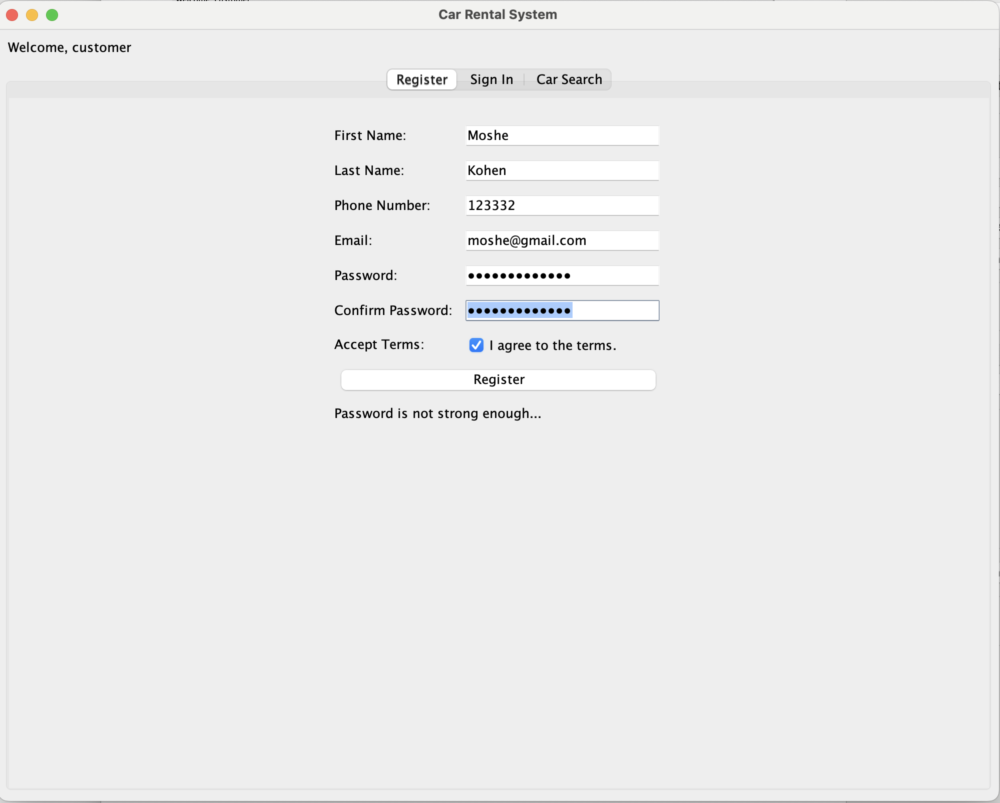 Car Rental System
Welcome, customer
Register Sign In Car Search
First Name: Moshe
Last Name: Kohen
Phone Number: 123332
Email: moshe@gmail.com
Password: •••••••••••••
Confirm Password: •••••••••••••
Accept Terms: I agree to the terms.
Register
Password is not strong enough...